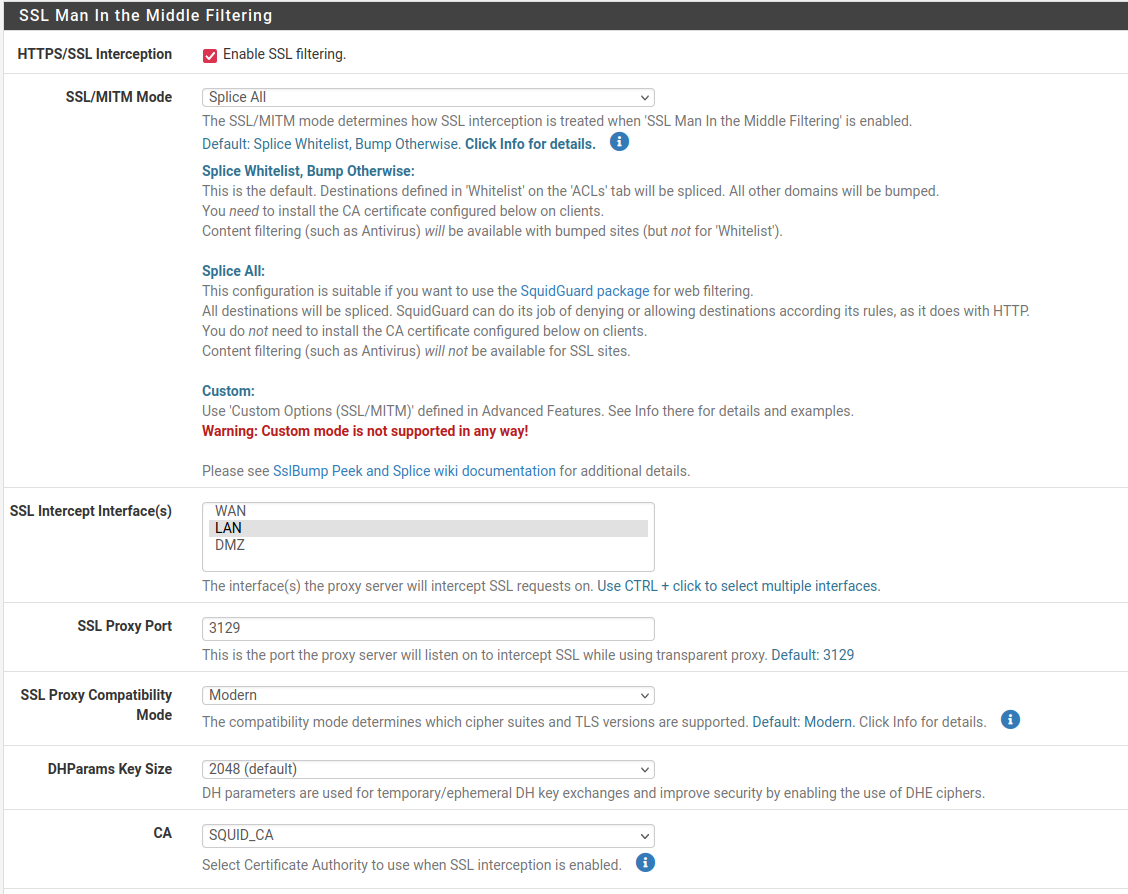 SSL Man In the Middle Filtering
HTTPS/SSL Interception
Enable SSL filtering.
SSL/MITM Mode
Splice All
The SSL/MITM mode determines how SSL interception is treated when 'SSL Man In the Middle Filtering' is enabled.
Default: Splice Whitelist, Bump Otherwise. Click Info for details.
Splice Whitelist, Bump Otherwise:
This is the default. Destinations defined in 'Whitelist' on the 'ACLs' tab will be spliced. All other domains will be bumped.
You need to install the CA certificate configured below on clients.
Content filtering (such as Antivirus) will be available with bumped sites (but not for 'Whitelist').
Splice All:
This configuration is suitable if you want to use the SquidGuard package for web filtering.
All destinations will be spliced. SquidGuard can do its job of denying or allowing destinations according its rules, as it does with HTTP.
You do not need to install the CA certificate configured below on clients.
Content filtering (such as Antivirus) will not be available for SSL sites.
Custom:
Use 'Custom Options (SSL/MITM)' defined in Advanced Features. See Info there for details and examples.
Warning: Custom mode is not supported in any way!
Please see SslBump Peek and Splice wiki documentation for additional details.
SSL Intercept Interface(s)
WAN
LAN
DMZ
The interface(s) the proxy server will intercept SSL requests on. Use CTRL + click to select multiple interfaces.
SSL Proxy Port
3129
This is the port the proxy server will listen on to intercept SSL while using transparent proxy. Default: 3129
SSL Proxy Compatibility
Mode
Modern
The compatibility mode determines which cipher suites and TLS versions are supported. Default: Modern. Click Info for details.
DHParams Key Size
2048 (default)
DH parameters are used for temporary/ephemeral DH key exchanges and improve security by enabling the use of DHE ciphers.
CA
SQUID_CA
Select Certificate Authority to use when SSL interception is enabled.